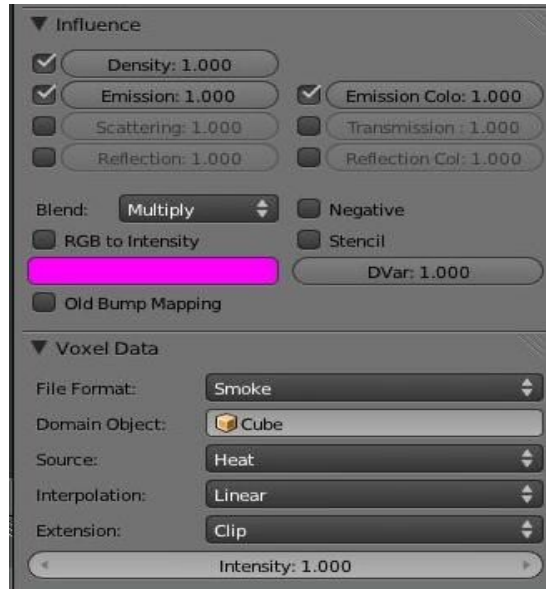 Influence
Density: 1.000
Emission: 1.000 Emission Colo: 1.000
Scattering: 1.000 Transmission : 1.000
Reflection: 1.000 Reflection Col: 1.000
Blend: Multiply Negative
RGB to Intensity Stencil
DVar: 1.000
Old Bump Mapping
Voxel Data
File Format: Smoke
Domain Object: Cube
Source: Heat
Interpolation: Linear
Extension: Clip
Intensity: 1.000